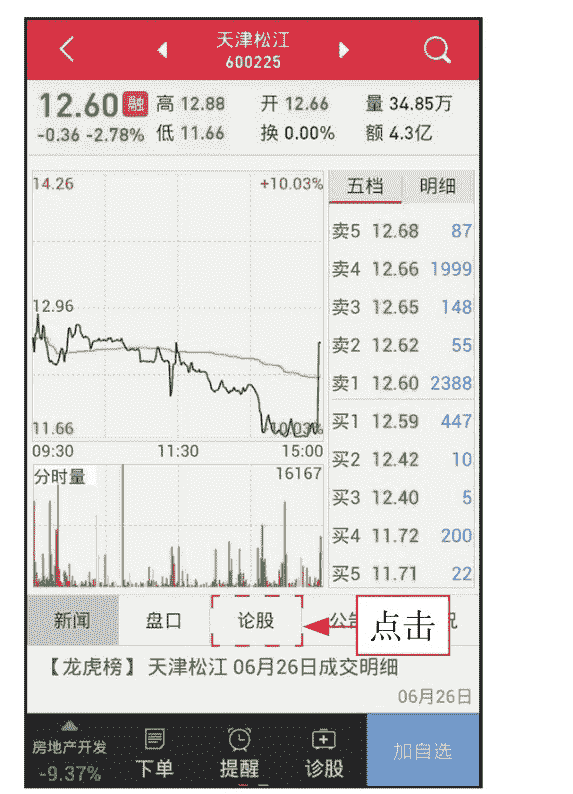 天津松江
600225
12.60 融 高 12.88 开 12.66 量 34.85万
-0.36 -2.78% 低 11.66 换 0.00% 额 4.3亿
14.26 +10.03%
12.96
11.66 -10.03%
09:30 11:30 15:00
分时量 16167
五档 明细
卖5 12.68 87
卖4 12.66 1999
卖3 12.65 148
卖2 12.62 55
卖1 12.60 2388
买1 12.59 447
买2 12.42 10
买3 12.40 5
买4 11.72 200
买5 11.71 22
新闻 盘口 论股 公告 点击
【龙虎榜】天津松江 06月26日成交明细
06月26日
房地产开发
-9.37%
下单 提醒 诊股 加自选